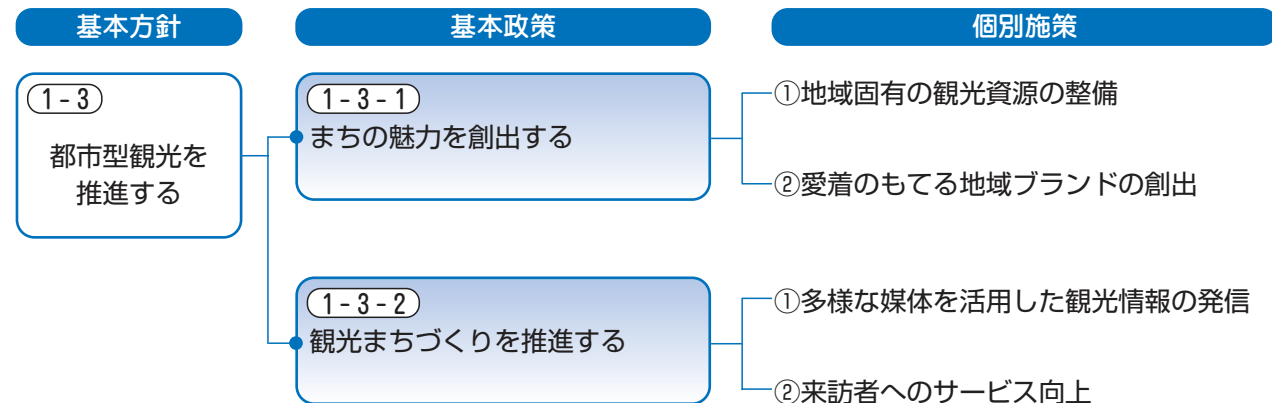 基本方針
基本政策
個別施策
1-3
都市型観光を
推進する
1-3-1
まちの魅力を創出する
①地域固有の観光資源の整備
②愛着のもてる地域ブランドの創出
1-3-2
観光まちづくりを推進する
①多様な媒体を活用した観光情報の発信
②来訪者へのサービス向上